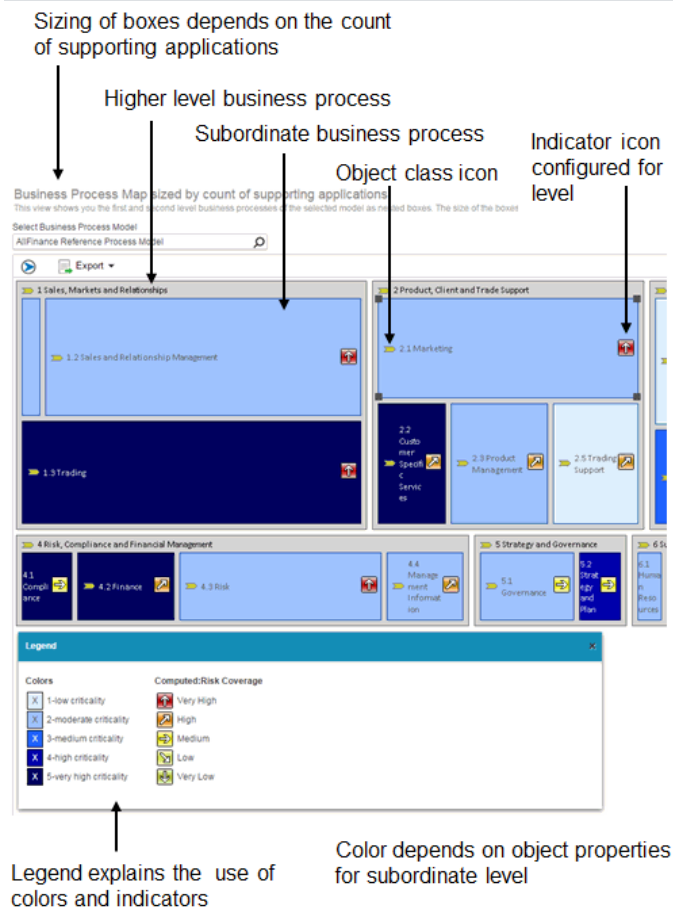 Sizing of boxes depends on the count
of supporting applications
Higher level business process
Subordinate business process
Object class icon
Indicator icon
configured for
level
Business Process Map sized by count of supporting applications
This view shows you the first and second level business processes of the selected model as nested boxes. The size of the boxes
Select Business Process Model
AllFinance Reference Process Model
Export
1 Sales, Markets and Relationships
2 Product, Client and Trade Support
1.2 Sales and Relationship Management
2.1 Marketing
1.3 Trading
2.2
Custo
mer
Specifi
c
Servic
es
2.3 Product
Management
2.5 Trading
Support
4 Risk, Compliance and Financial Management
5 Strategy and Governance
6 Su
4.1
Compli
ance
4.2 Finance
4.3 Risk
4.4
Manage
ment
Informat
ion
5.1
Governance
5.2
Strat
egy
and
Plan
6.1
Huma
n
Reso
urces
Legend
x
Colors
Computed:Risk Coverage
X 1-low criticality
Very High
X 2-moderate criticality
High
X 3-medium criticality
Medium
X 4-high criticality
Low
X 5-very high criticality
Very Low
Legend explains the use of
colors and indicators
Color depends on object properties
for subordinate level